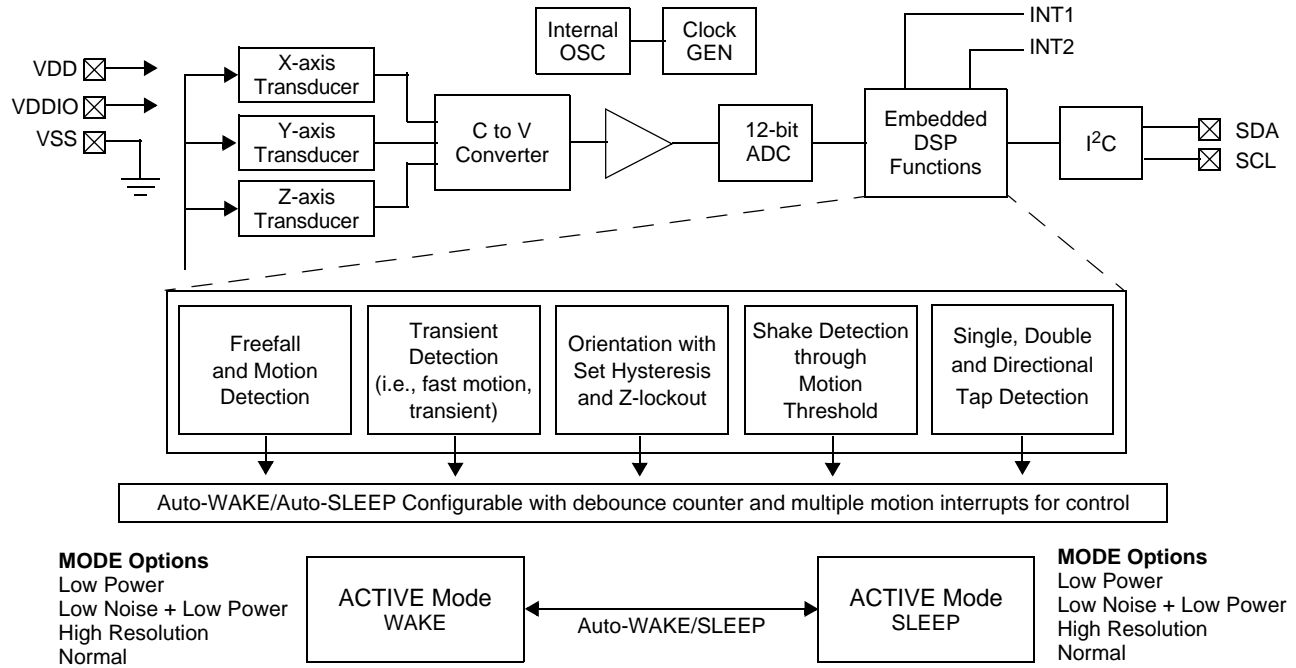 INT1
INT2
Internal
OSC
Clock
GEN
VDD
VDDIO
VSS
X-axis
Transducer
Y-axis
Transducer
Z-axis
Transducer
C to V
Converter
12-bit
ADC
Embedded
DSP
Functions
I²C
SDA
SCL
Freefall
and Motion
Detection
Transient
Detection
(i.e., fast motion,
transient)
Orientation with
Set Hysteresis
and Z-lockout
Shake Detection
through
Motion
Threshold
Single, Double
and Directional
Tap Detection
Auto-WAKE/Auto-SLEEP Configurable with debounce counter and multiple motion interrupts for control
MODE Options
Low Power
Low Noise + Low Power
High Resolution
Normal
ACTIVE Mode
WAKE
Auto-WAKE/SLEEP
ACTIVE Mode
SLEEP
MODE Options
Low Power
Low Noise + Low Power
High Resolution
Normal